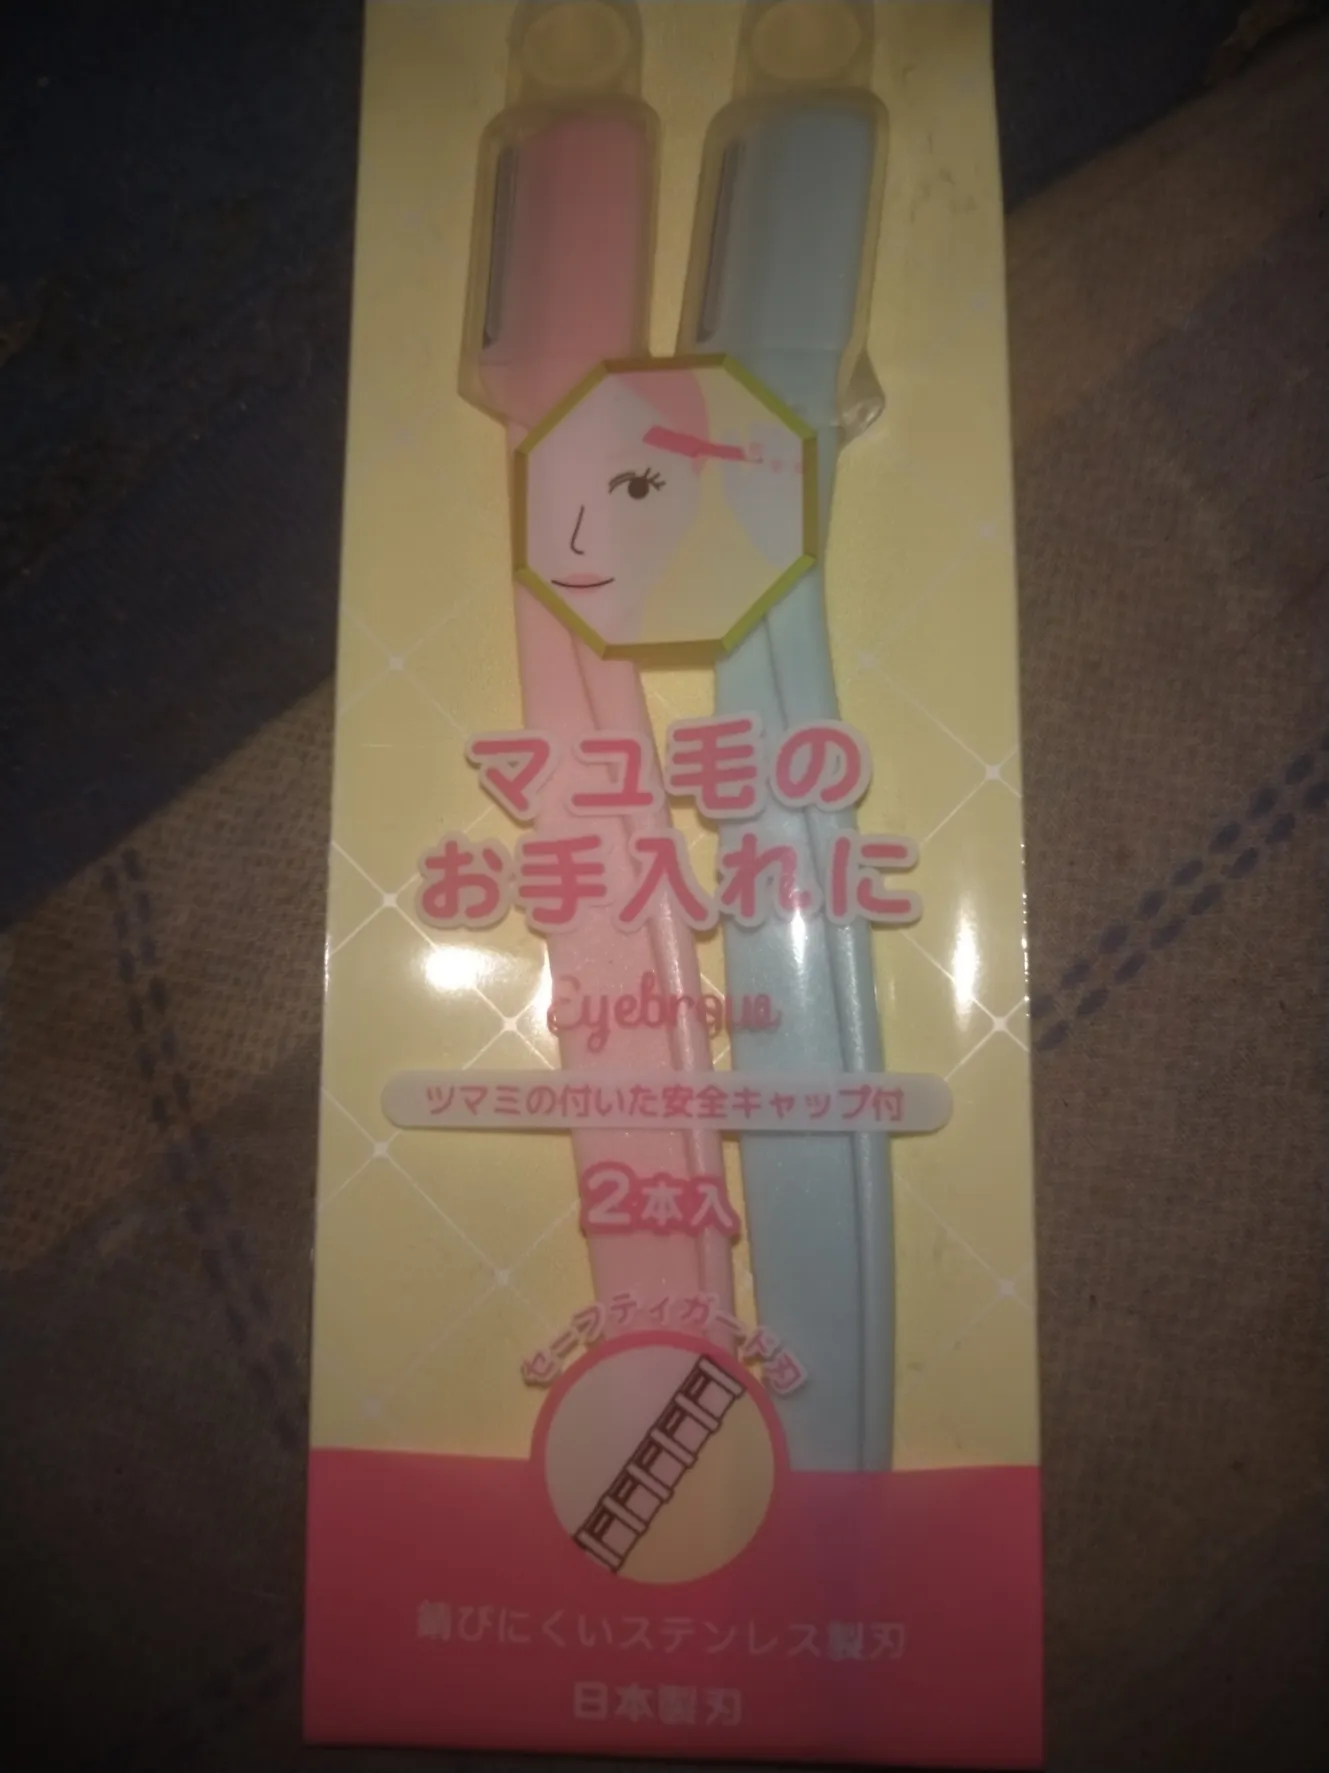 マユ毛の
お手入れに
Eyebrow
ツマミの付いた安全キャップ付
2本入
セーフティガード刃
錆びにくいステンレス製刃
日本製刃